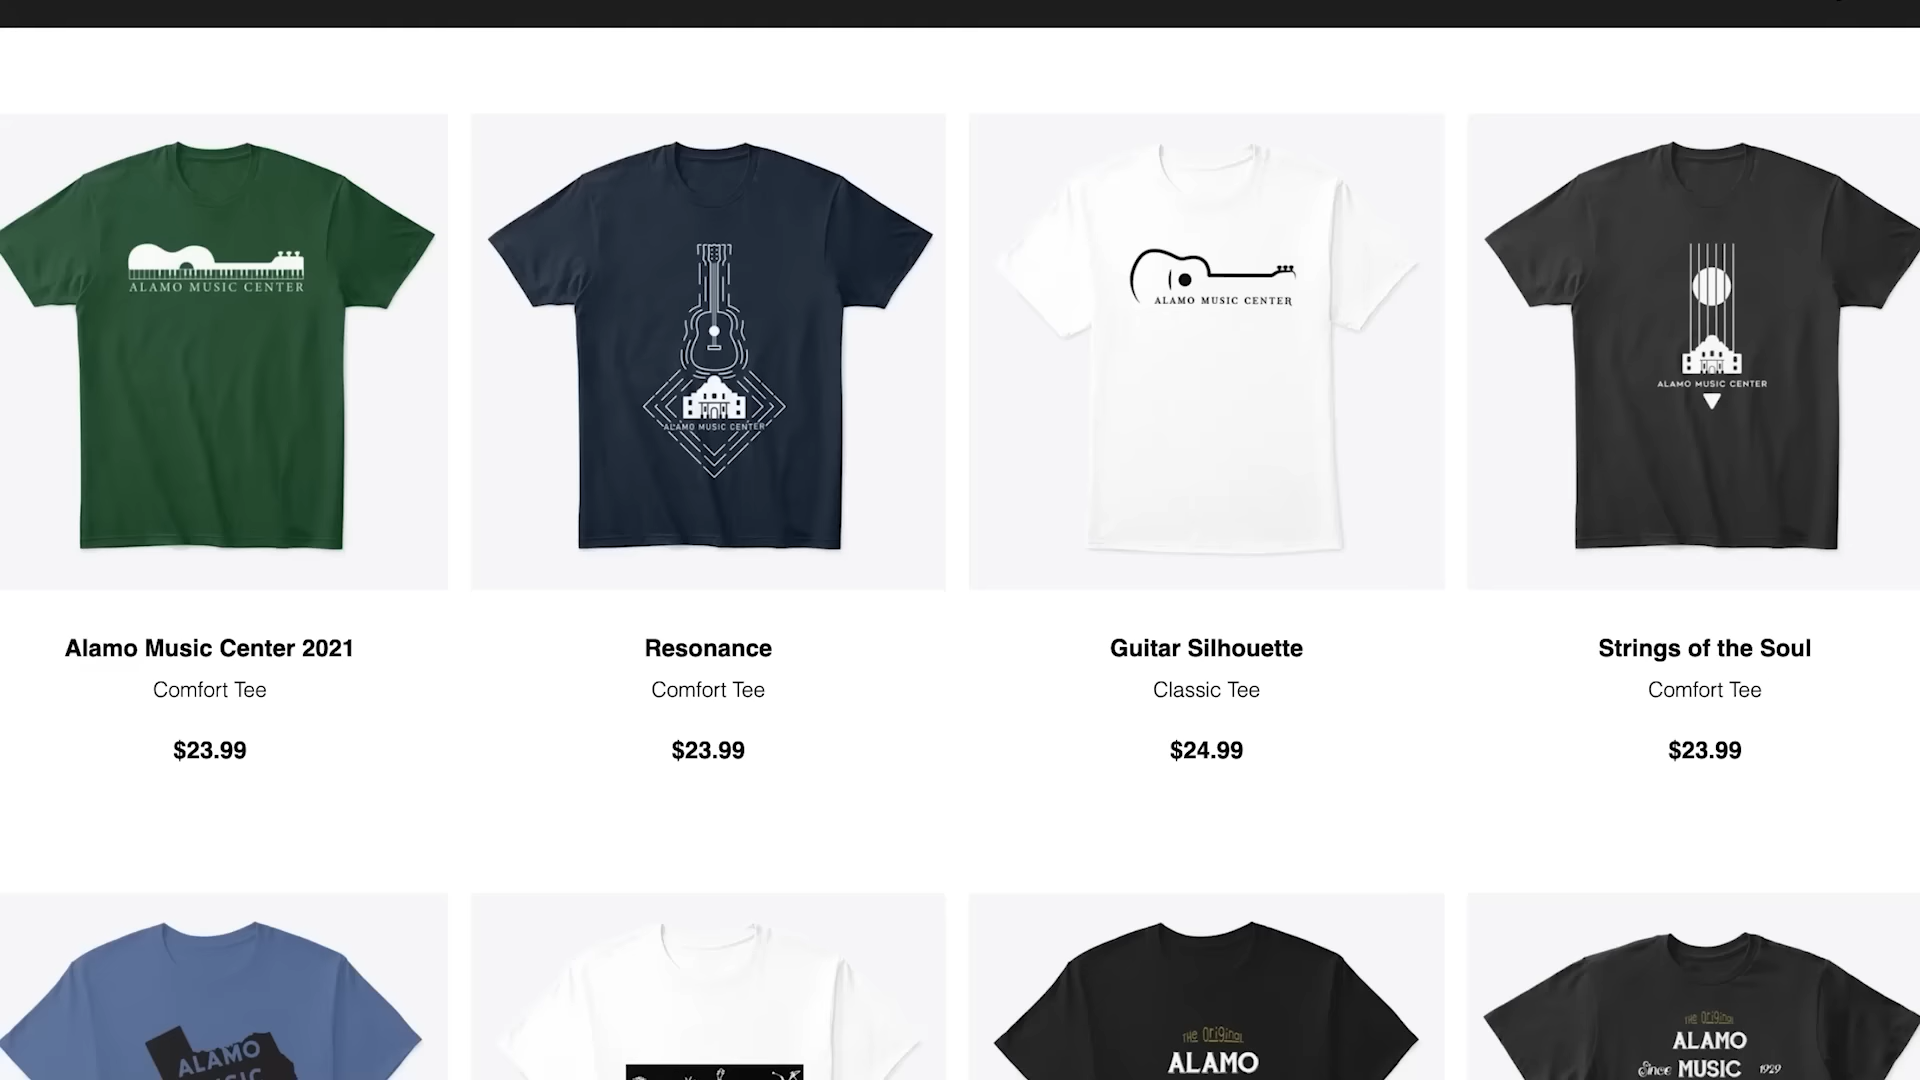 ALAMO MUSIC CENTER
ALAMO MUSIC CENTER
ALAMO MUSIC CENTER
ALAMO MUSIC CENTER
Alamo Music Center 2021
Comfort Tee
$23.99
Resonance
Comfort Tee
$23.99
Guitar Silhouette
Classic Tee
$24.99
Strings of the Soul
Comfort Tee
$23.99
ALAMO
THE Original
ALAMO
THE Original
ALAMO
Since MUSIC 1929